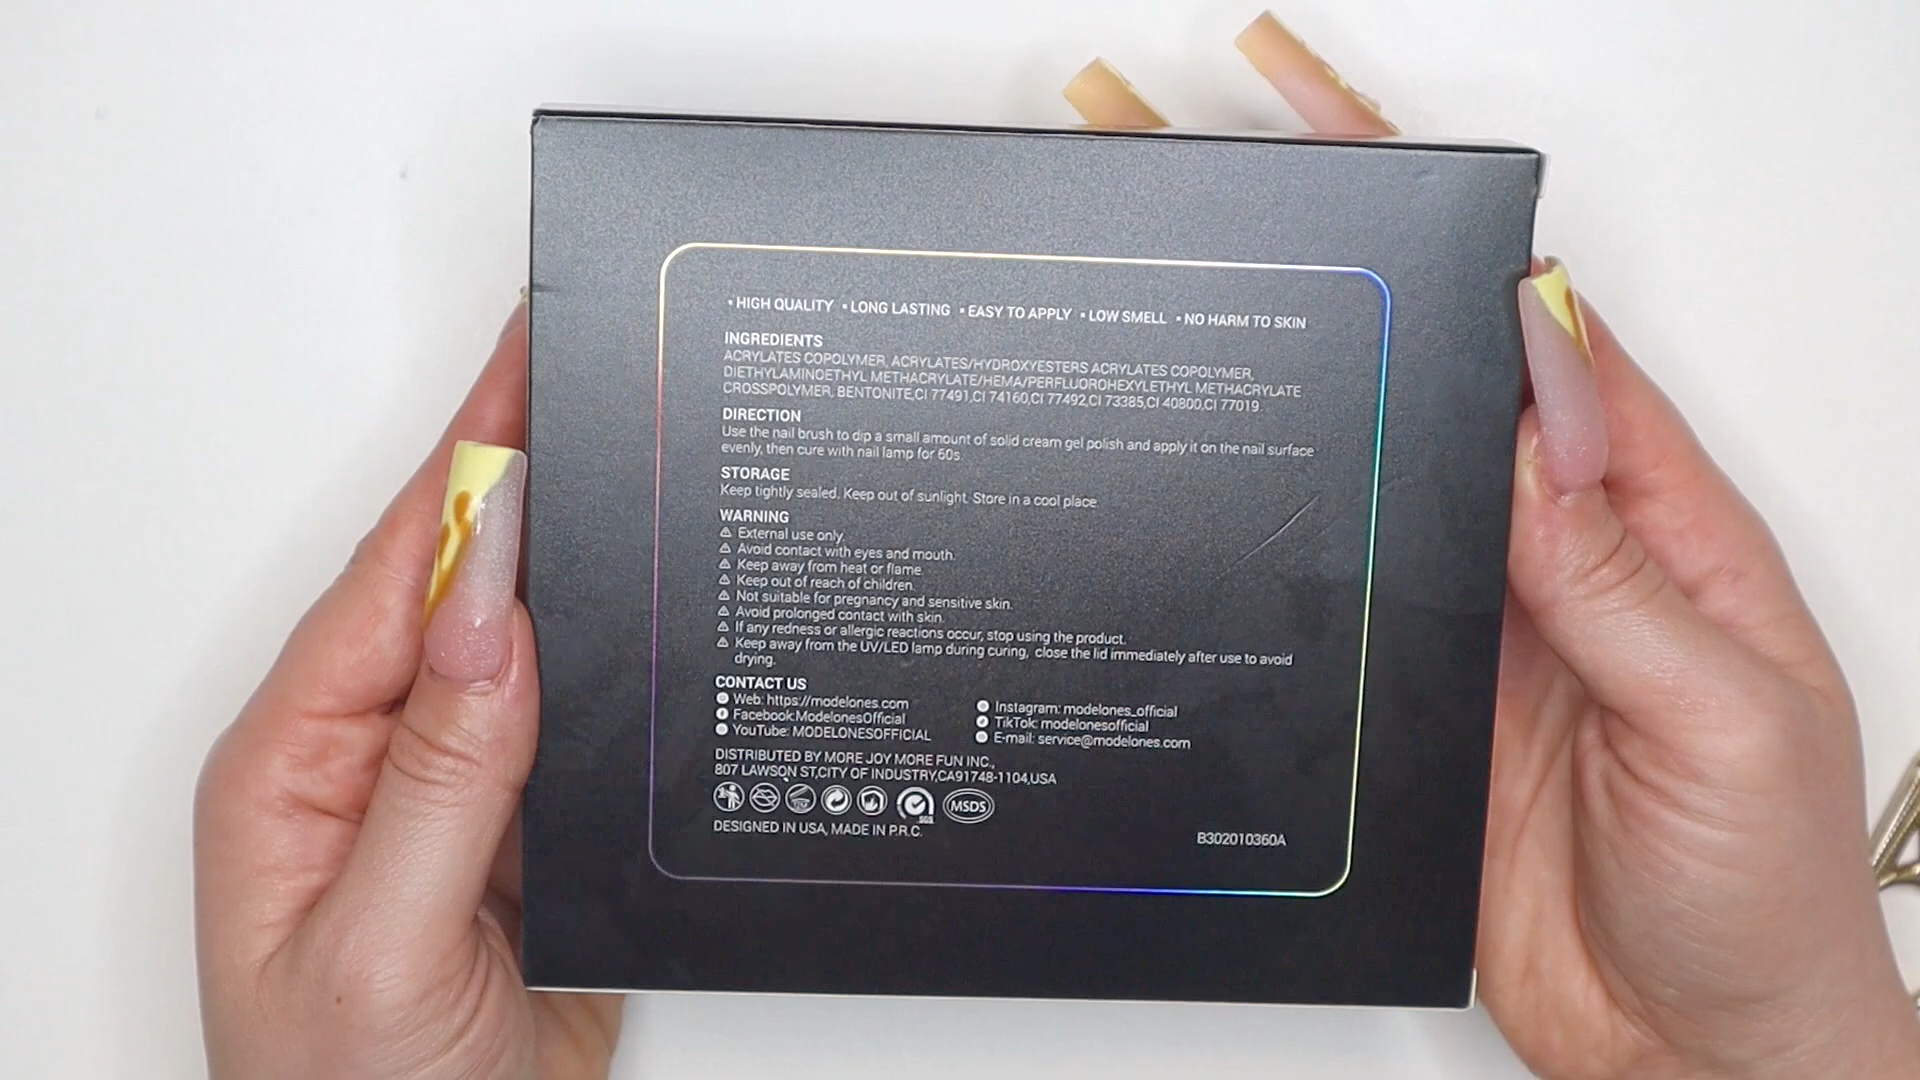 ▪HIGH QUALITY ▪LONG LASTING ▪EASY TO APPLY ▪LOW SMELL ▪NO HARM TO SKIN
INGREDIENTS
ACRYLATES COPOLYMER, ACRYLATES/HYDROXYESTERS ACRYLATES COPOLYMER,
DIETHYLAMINOETHYL METHACRYLATE/HEMA/PERFLUOROHEXYLETHYL METHACRYLATE
CROSSPOLYMER, BENTONITE,CI 77491,CI 74160,CI 77492,CI 73385,CI 40800,CI 77019.
DIRECTION
Use the nail brush to dip a small amount of solid cream gel polish and apply it on the nail surface
evenly, then cure with nail lamp for 60s.
STORAGE
Keep tightly sealed. Keep out of sunlight. Store in a cool place
WARNING
External use only.
Avoid contact with eyes and mouth.
Keep away from heat or flame.
Keep out of reach of children.
Not suitable for pregnancy and sensitive skin.
Avoid prolonged contact with skin.
If any redness or allergic reactions occur, stop using the product.
Keep away from the UV/LED lamp during curing, close the lid immediately after use to avoid
drying.
CONTACT US
Web: https://modelones.com
Facebook:ModelonesOfficial
YouTube: MODELONESOFFICIAL
Instagram: modelones_official
TikTok: modelonesofficial
E-mail: service@modelones.com
DISTRIBUTED BY MORE JOY MORE FUN INC.,
807 LAWSON ST,CITY OF INDUSTRY,CA91748-1104,USA
SGS MSDS
DESIGNED IN USA, MADE IN P.R.C.
B302010360A